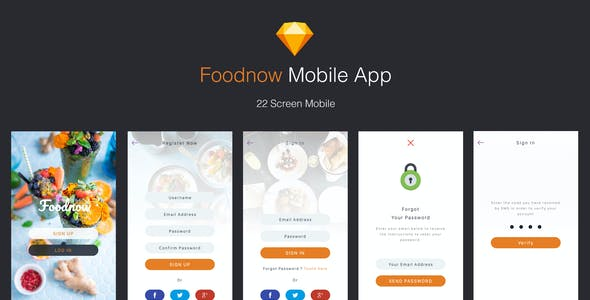 Foodnow Mobile App
22 Screen Mobile
Foodnow
SIGN UP
LOG IN
Register Now
Username
Email Address
Password
Confirm Password
SIGN UP
Or
Sign In
Email Address
Password
SIGN IN
Forgot Password ?
Or
Forgot
Your Password
Enter your email below to receive
the instructions to reset your
password.
Your Email Address
SEND PASSWORD
Sign In
Enter the code you have received
by SMS in order to verify your
account.
Verify